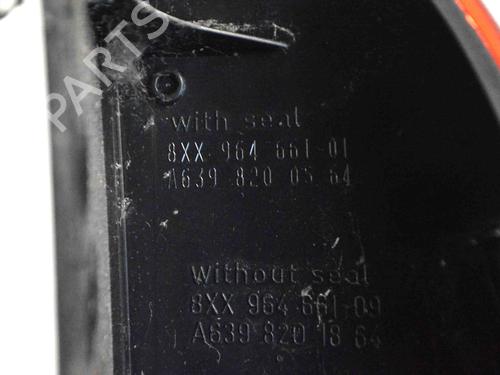 PARTS
with seal
8XX 964 661-01
A639 820 05 64
Without seal
8XX 964 661-09
A639 820 18 64